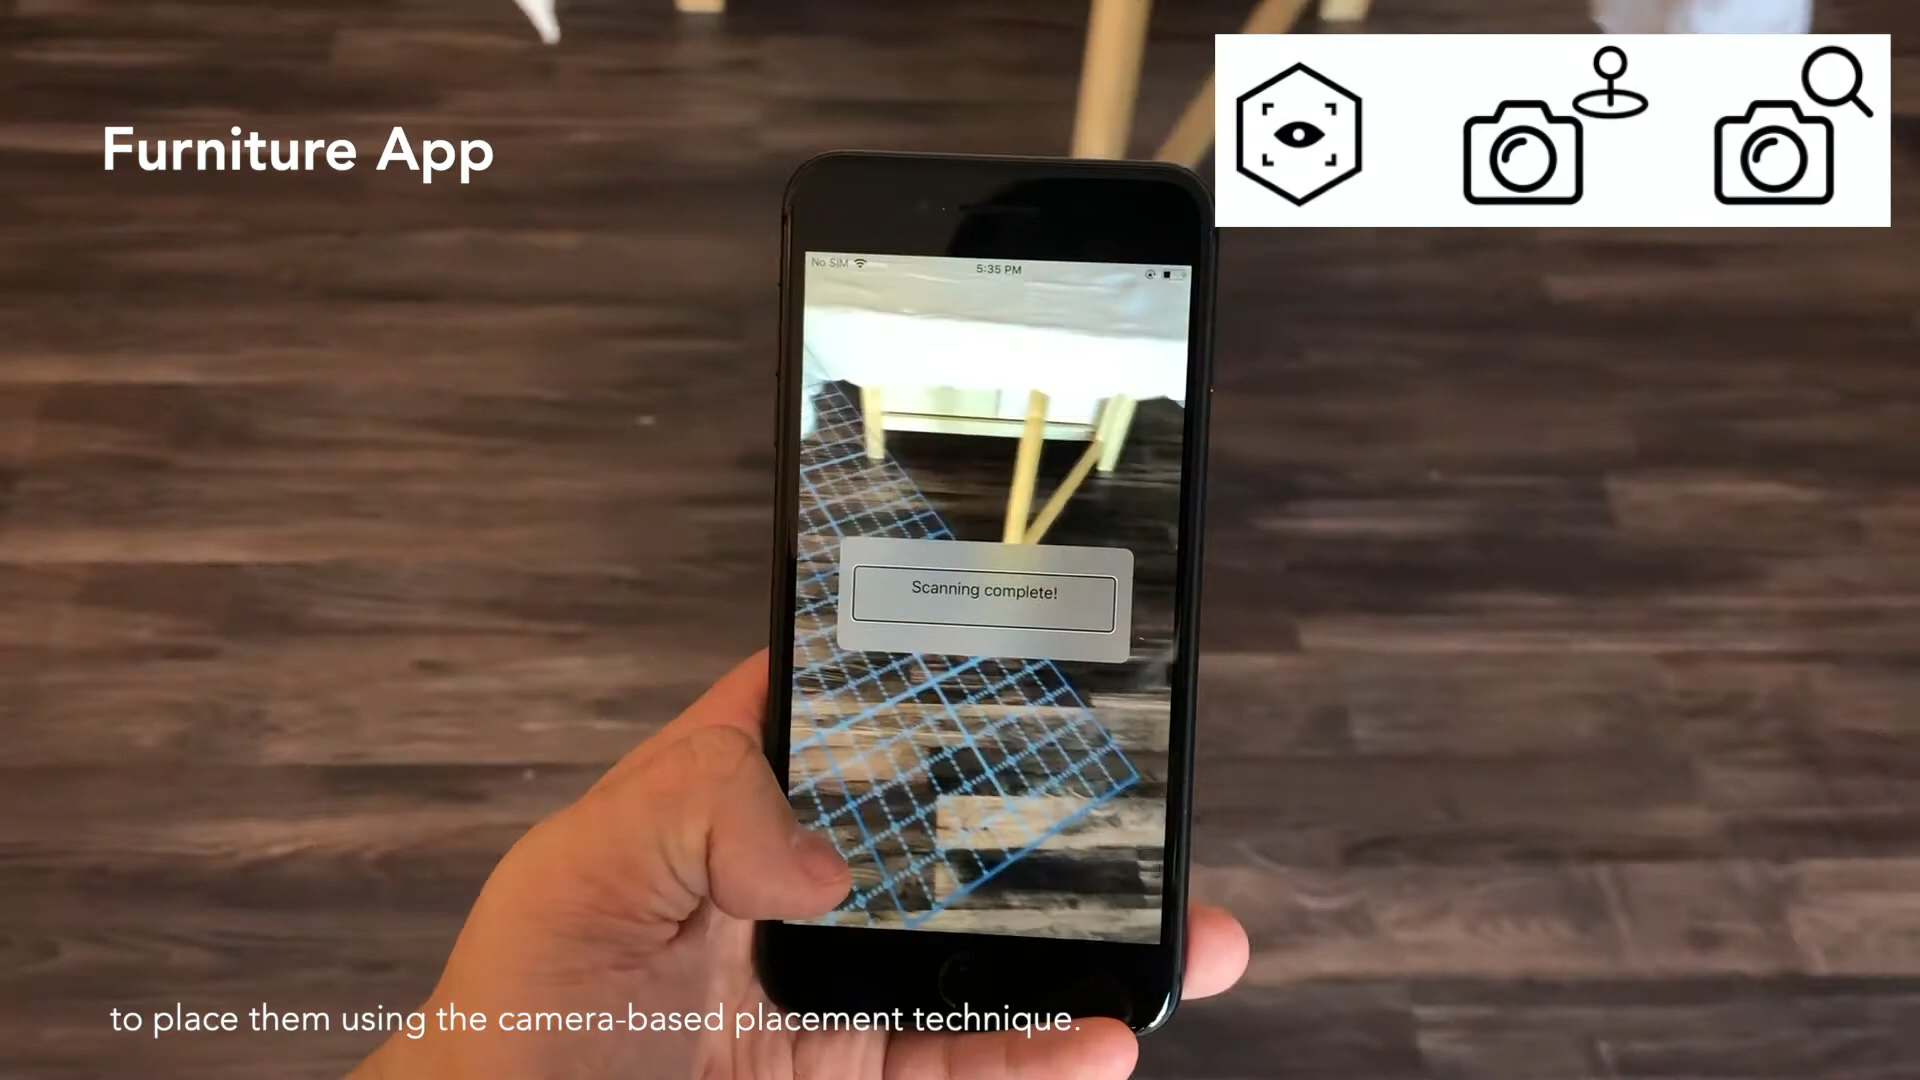 Furniture App
No SIM
5:35 PM
Scanning complete!
to place them using the camera-based placement technique.